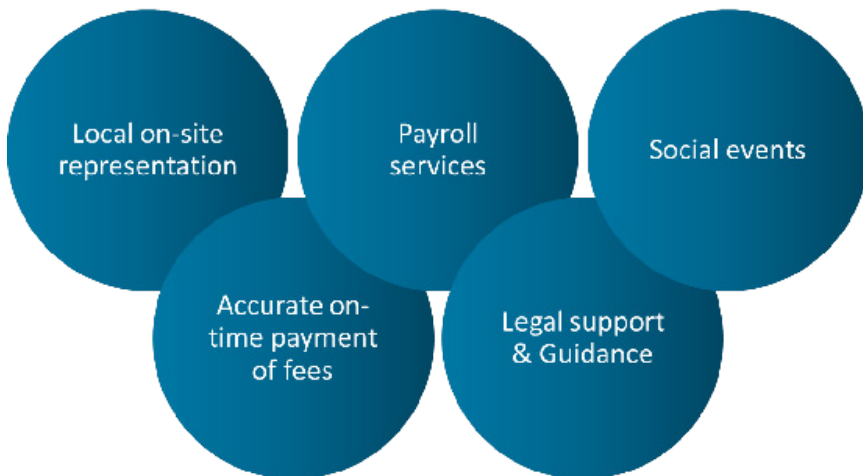 Local on-site
representation
Payroll
services
Social events
Accurate on-
time payment
of fees
Legal support
& Guidance